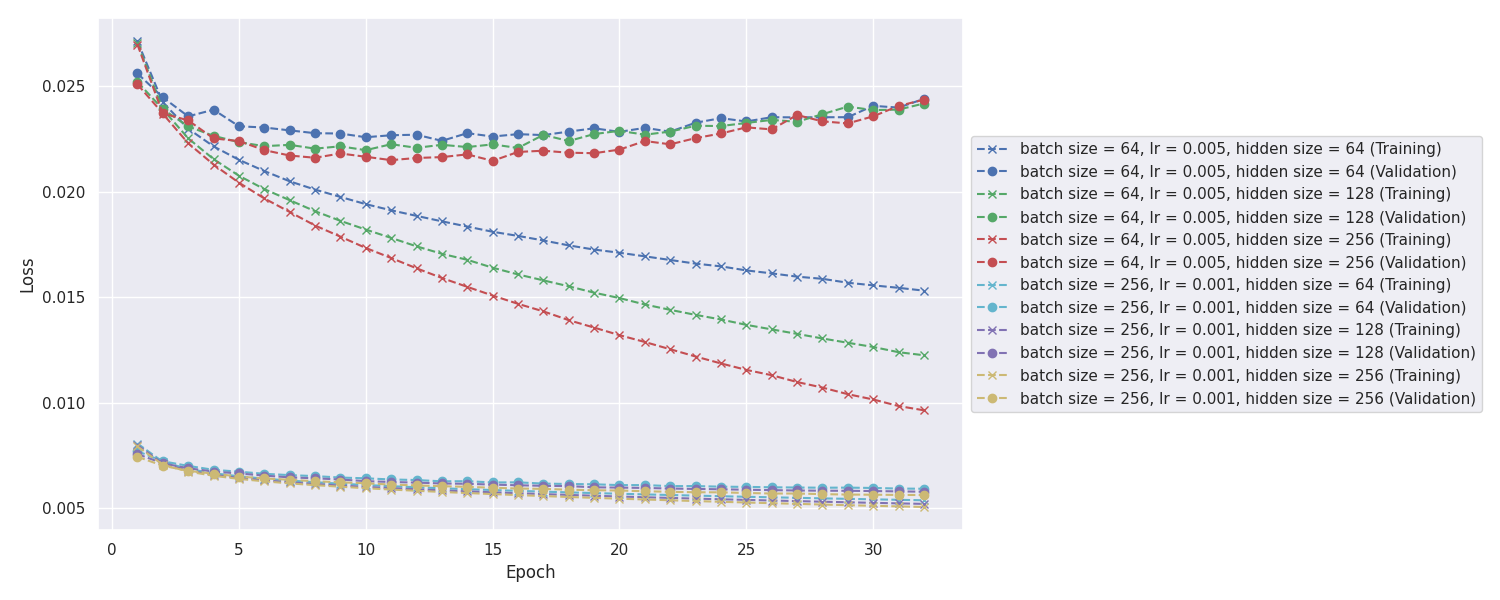 0.025
0.020
0.015
0.010
0.005
Loss
0
5
10
15
20
25
30
Epoch
batch size = 64, lr = 0.005, hidden size = 64 (Training)
batch size = 64, lr = 0.005, hidden size = 64 (Validation)
batch size = 64, lr = 0.005, hidden size = 128 (Training)
batch size = 64, lr = 0.005, hidden size = 128 (Validation)
batch size = 64, lr = 0.005, hidden size = 256 (Training)
batch size = 64, lr = 0.005, hidden size = 256 (Validation)
batch size = 256, lr = 0.001, hidden size = 64 (Training)
batch size = 256, lr = 0.001, hidden size = 64 (Validation)
batch size = 256, lr = 0.001, hidden size = 128 (Training)
batch size = 256, lr = 0.001, hidden size = 128 (Validation)
batch size = 256, lr = 0.001, hidden size = 256 (Training)
batch size = 256, lr = 0.001, hidden size = 256 (Validation)